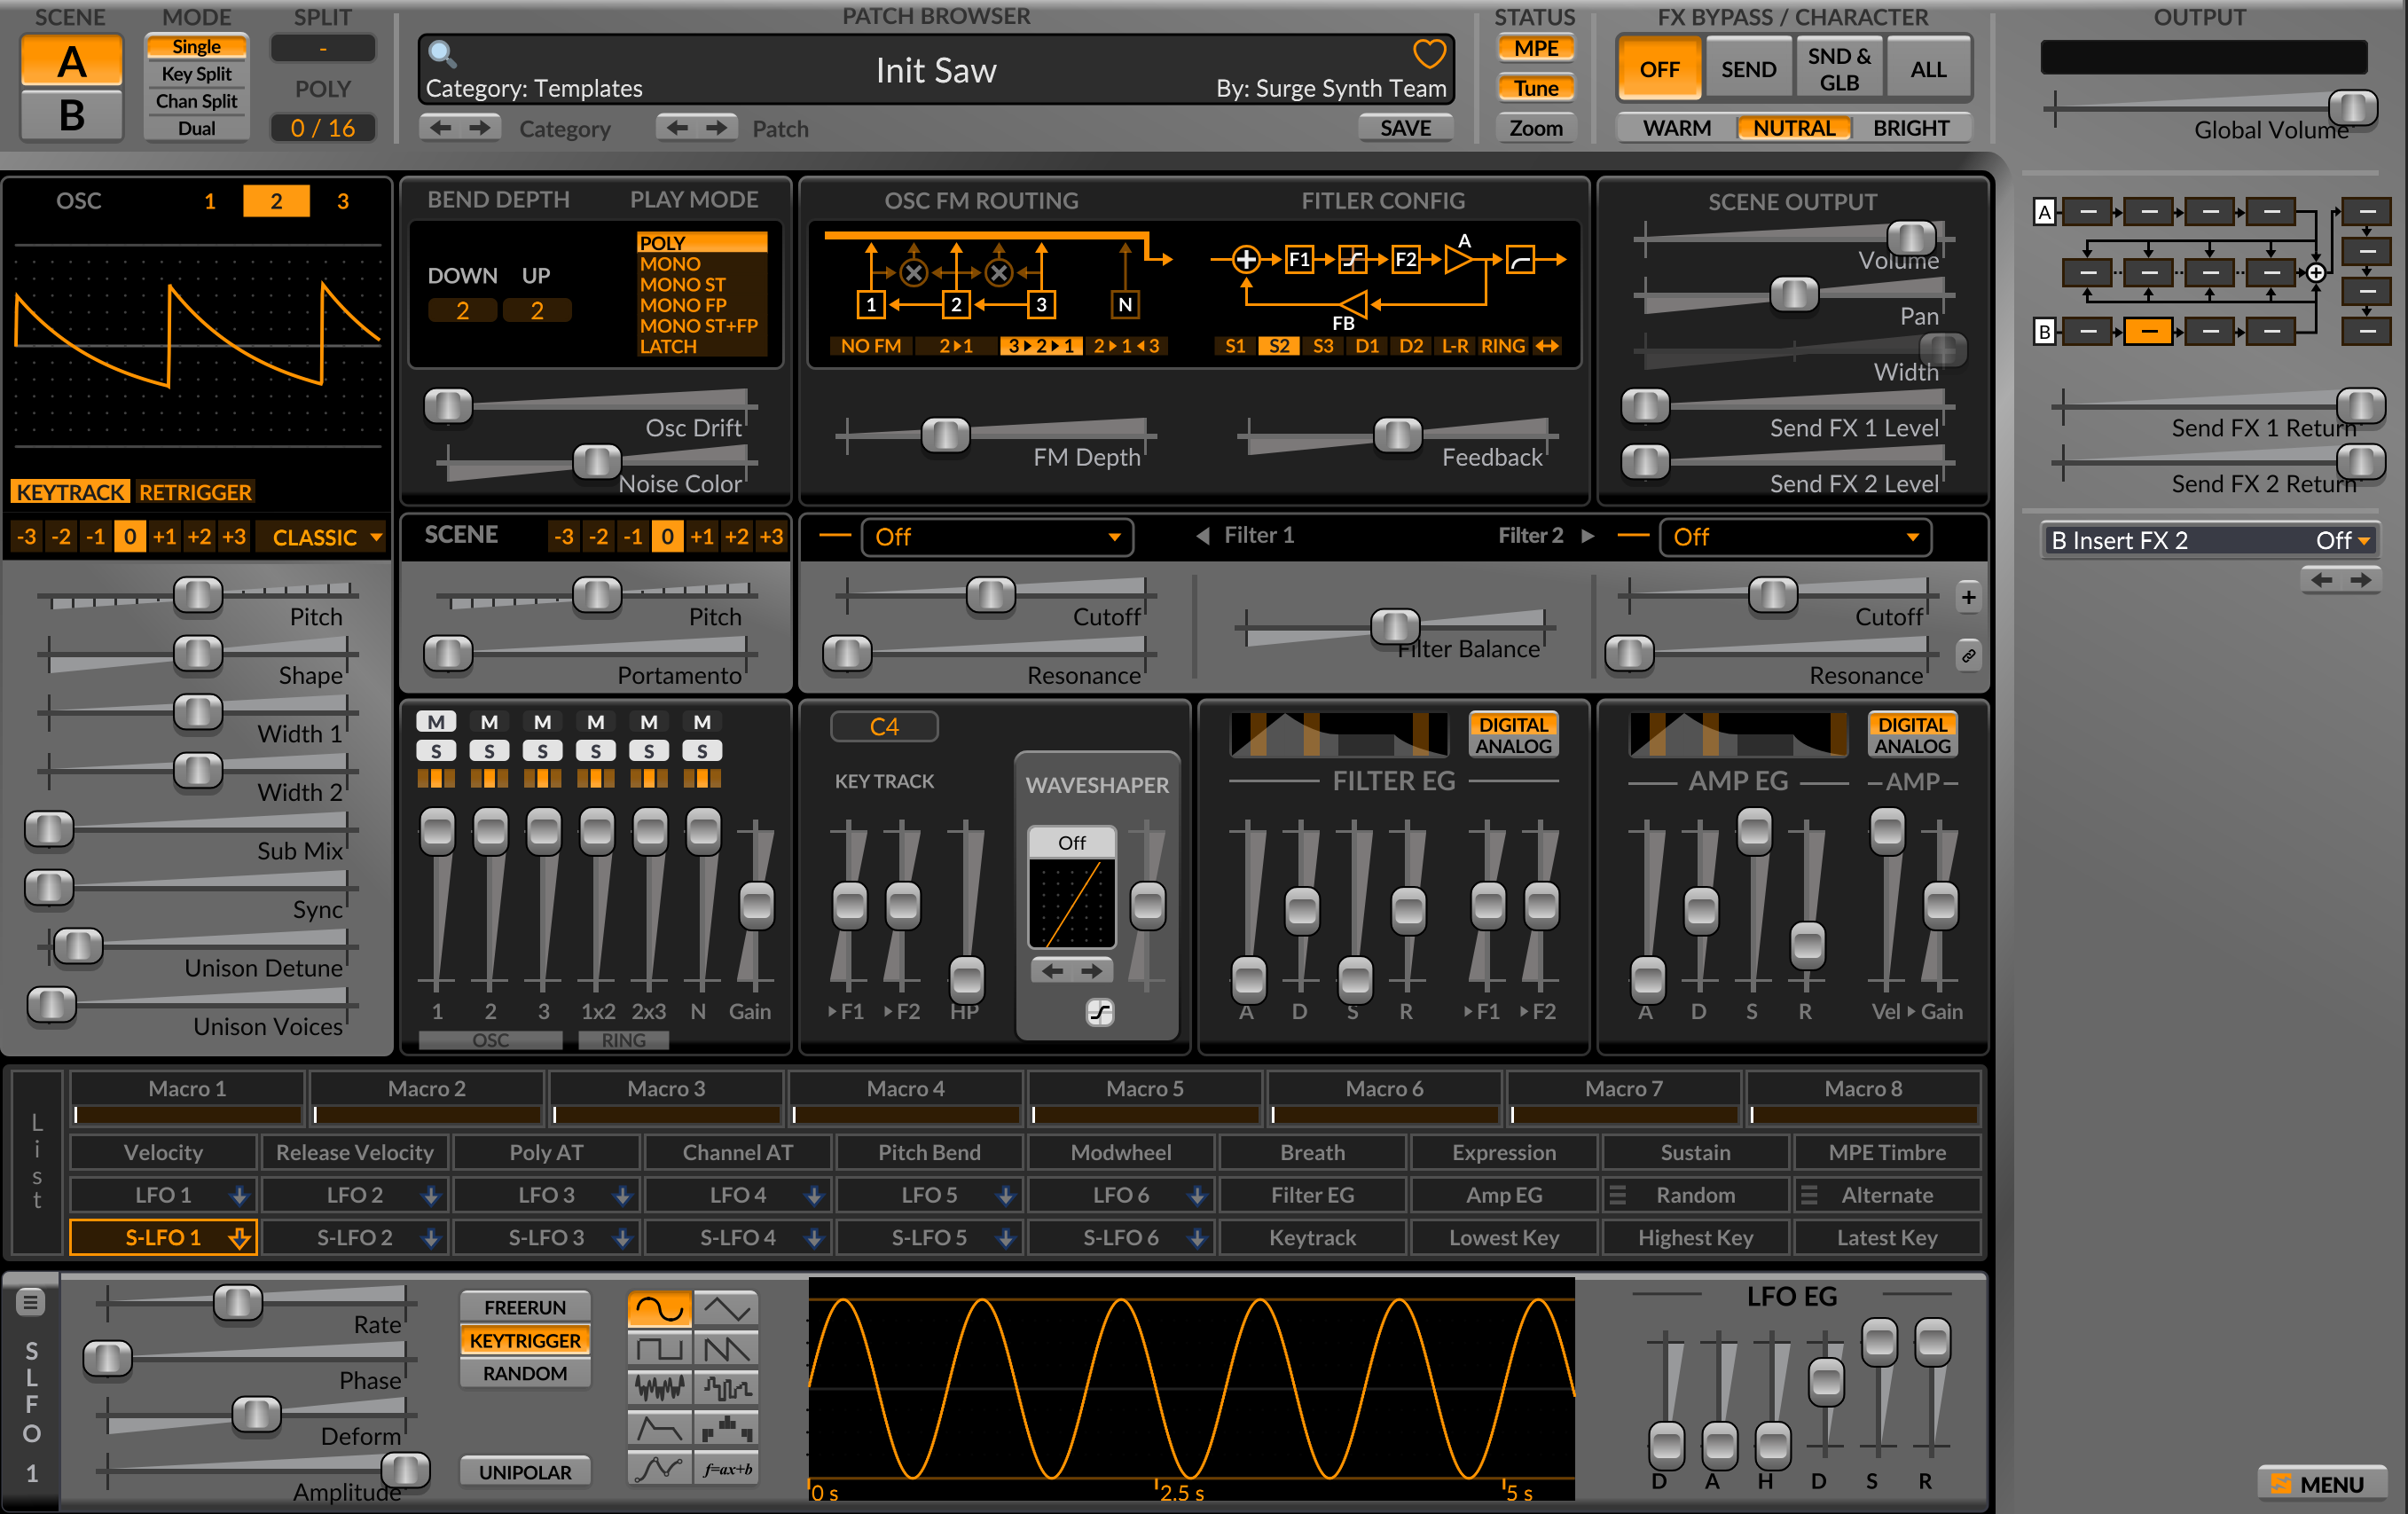 SCENE
MODE
SPLIT
PATCH BROWSER
STATUS
FX BYPASS / CHARACTER
OUTPUT
A
B
Single
Key Split
Chan Split
Dual
-
POLY
0 / 16
Init Saw
Category: Templates
By: Surge Synth Team
Category
Patch
SAVE
MPE
Tune
Zoom
OFF
SEND
SND &
GLB
ALL
WARM
NUTRAL
BRIGHT
Global Volume
OSC
1
2
3
KEYTRACK
RETRIGGER
-3 -2 -1 0 +1 +2 +3
CLASSIC
Pitch
Shape
Width 1
Width 2
Sub Mix
Sync
Unison Detune
Unison Voices
BEND DEPTH
PLAY MODE
DOWN
UP
2
2
POLY
MONO
MONO ST
MONO FP
MONO ST+FP
LATCH
Osc Drift
Noise Color
OSC FM ROUTING
1
2
3
N
NO FM
2▸1
3▸2▸1
2▸1◂3
FM Depth
FITLER CONFIG
F1
F2
A
FB
S1 S2 S3 D1 D2 L-R RING
Feedback
SCENE OUTPUT
Volume
Pan
Width
Send FX 1 Level
Send FX 2 Level
A
B
Send FX 1 Return
Send FX 2 Return
B Insert FX 2
Off
SCENE
-3 -2 -1 0 +1 +2 +3
Pitch
Portamento
Off
Filter 1
Filter 2
Off
Cutoff
Resonance
Filter Balance
Cutoff
Resonance
+
M M M M M M
S S S S S S
1 2 3 1x2 2x3 N Gain
OSC
RING
C4
KEY TRACK
▸F1 ▸F2 HP
WAVESHAPER
Off
DIGITAL
ANALOG
FILTER EG
A D S R ▸F1 ▸F2
DIGITAL
ANALOG
AMP EG
AMP
A D S R Vel ▸ Gain
List
Macro 1
Macro 2
Macro 3
Macro 4
Macro 5
Macro 6
Macro 7
Macro 8
Velocity
Release Velocity
Poly AT
Channel AT
Pitch Bend
Modwheel
Breath
Expression
Sustain
MPE Timbre
LFO 1
LFO 2
LFO 3
LFO 4
LFO 5
LFO 6
Filter EG
Amp EG
Random
Alternate
S-LFO 1
S-LFO 2
S-LFO 3
S-LFO 4
S-LFO 5
S-LFO 6
Keytrack
Lowest Key
Highest Key
Latest Key
SLFO 1
Rate
Phase
Deform
Amplitude
FREERUN
KEYTRIGGER
RANDOM
UNIPOLAR
f=ax+b
0 s
2.5 s
5 s
LFO EG
D A H D S R
MENU